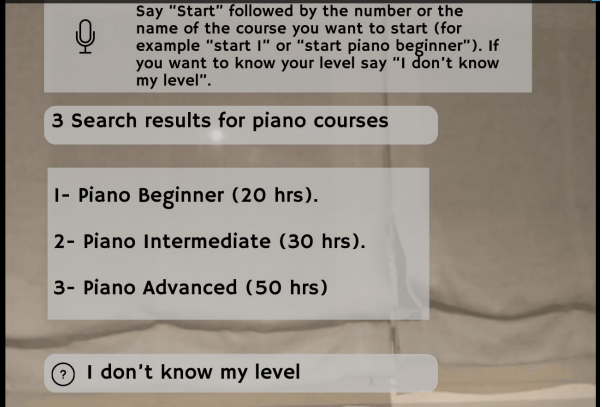 Say "Start" followed by the number or the
name of the course you want to start (for
example "start 1" or "start piano beginner"). If
you want to know your level say "I don't know
my level".
3 Search results for piano courses
1- Piano Beginner (20 hrs).
2- Piano Intermediate (30 hrs).
3- Piano Advanced (50 hrs)
? I don't know my level